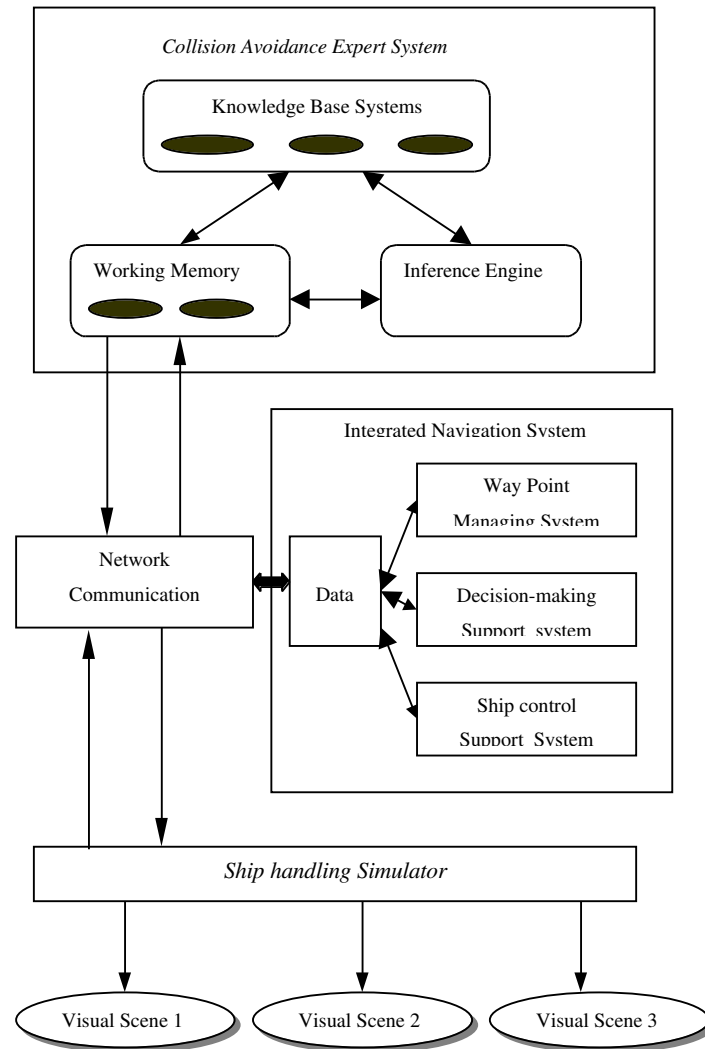 Collision Avoidance Expert System
Knowledge Base Systems
Working Memory
Inference Engine
Integrated Navigation System
Way Point
Managing System
Network
Communication
Data
Decision-making
Support system
Ship control
Support System
Ship handling Simulator
Visual Scene 1
Visual Scene 2
Visual Scene 3